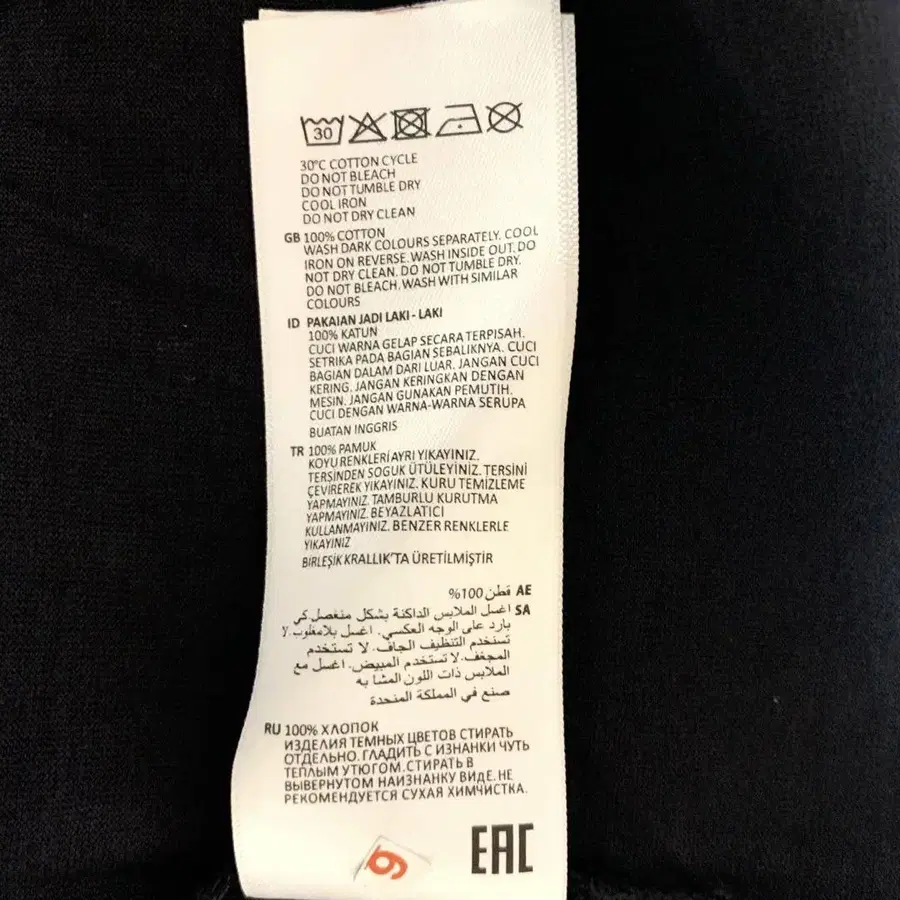 30
30°C COTTON CYCLE
DO NOT BLEACH
DO NOT TUMBLE DRY
COOL IRON
DO NOT DRY CLEAN
GB 100% COTTON
WASH DARK COLOURS SEPARATELY. COOL
IRON ON REVERSE. WASH INSIDE OUT. DO
NOT DRY CLEAN. DO NOT TUMBLE DRY.
DO NOT BLEACH. WASH WITH SIMILAR
COLOURS
ID PAKAIAN JADI LAKI - LAKI
100% KATUN
CUCI WARNA GELAP SECARA TERPISAH.
SETRIKA PADA BAGIAN SEBALIKNYA. CUCI
BAGIAN DALAM DARI LUAR. JANGAN CUCI
KERING. JANGAN KERINGKAN DENGAN
MESIN. JANGAN GUNAKAN PEMUTIH.
CUCI DENGAN WARNA-WARNA SERUPA
BUATAN INGGRIS
TR 100% PAMUK
KOYU RENKLERİ AYRI YIKAYINIZ.
TERSINDEN SOGUK ÜTÜLEYİNİZ. TERSİNİ
ÇEVİREREK YIKAYINIZ. KURU TEMİZLEME
YAPMAYINIZ. TAMBURLU KURUTMA
YAPMAYINIZ. BEYAZLATICI
KULLANMAYINIZ. BENZER RENKLERLE
YIKAYINIZ
BİRLEŞİK KRALLIK'TA ÜRETİLMİŞTİR
AE قطن 100%
SA اغسل الملابس الداكنة بشكل منفصل. كي
بارد على الوجه العكسي. اغسل بالمقلوب. لا
تستخدم التنظيف الجاف. لا تستخدم
المجفف. لا تستخدم المبيض. اغسل مع
الملابس ذات اللون المشابه
صنع في المملكة المتحدة
RU 100% ХЛОПОК
ИЗДЕЛИЯ ТЕМНЫХ ЦВЕТОВ СТИРАТЬ
ОТДЕЛЬНО. ГЛАДИТЬ С ИЗНАНКИ ЧУТЬ
ТЕПЛЫМ УТЮГОМ. СТИРАТЬ В
ВЫВЕРНУТОМ НАИЗНАНКУ ВИДЕ. НЕ
РЕКОМЕНДУЕТСЯ СУХАЯ ХИМЧИСТКА.
EAC